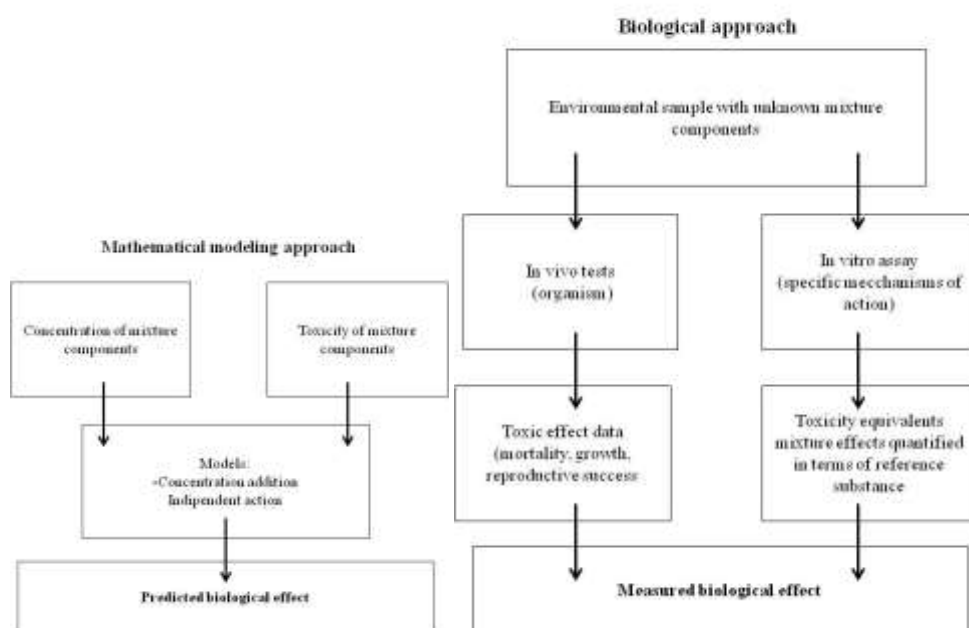 Biological approach
Environmental sample with unknown mixture
components
Mathematical modeling approach
In vivo tests
(organism)
In vitro assay
(specific mecchanisms of
action)
Concentration of mixture
components
Toxicity of mixture
components
Toxic effect data
(mortality, growth,
reproductive success
Toxicity equivalents
mixture effects quantified
in terms of reference
substance
Models:
-Concentration addition
Indipendent action
Predicted biological effect
Measured biological effect